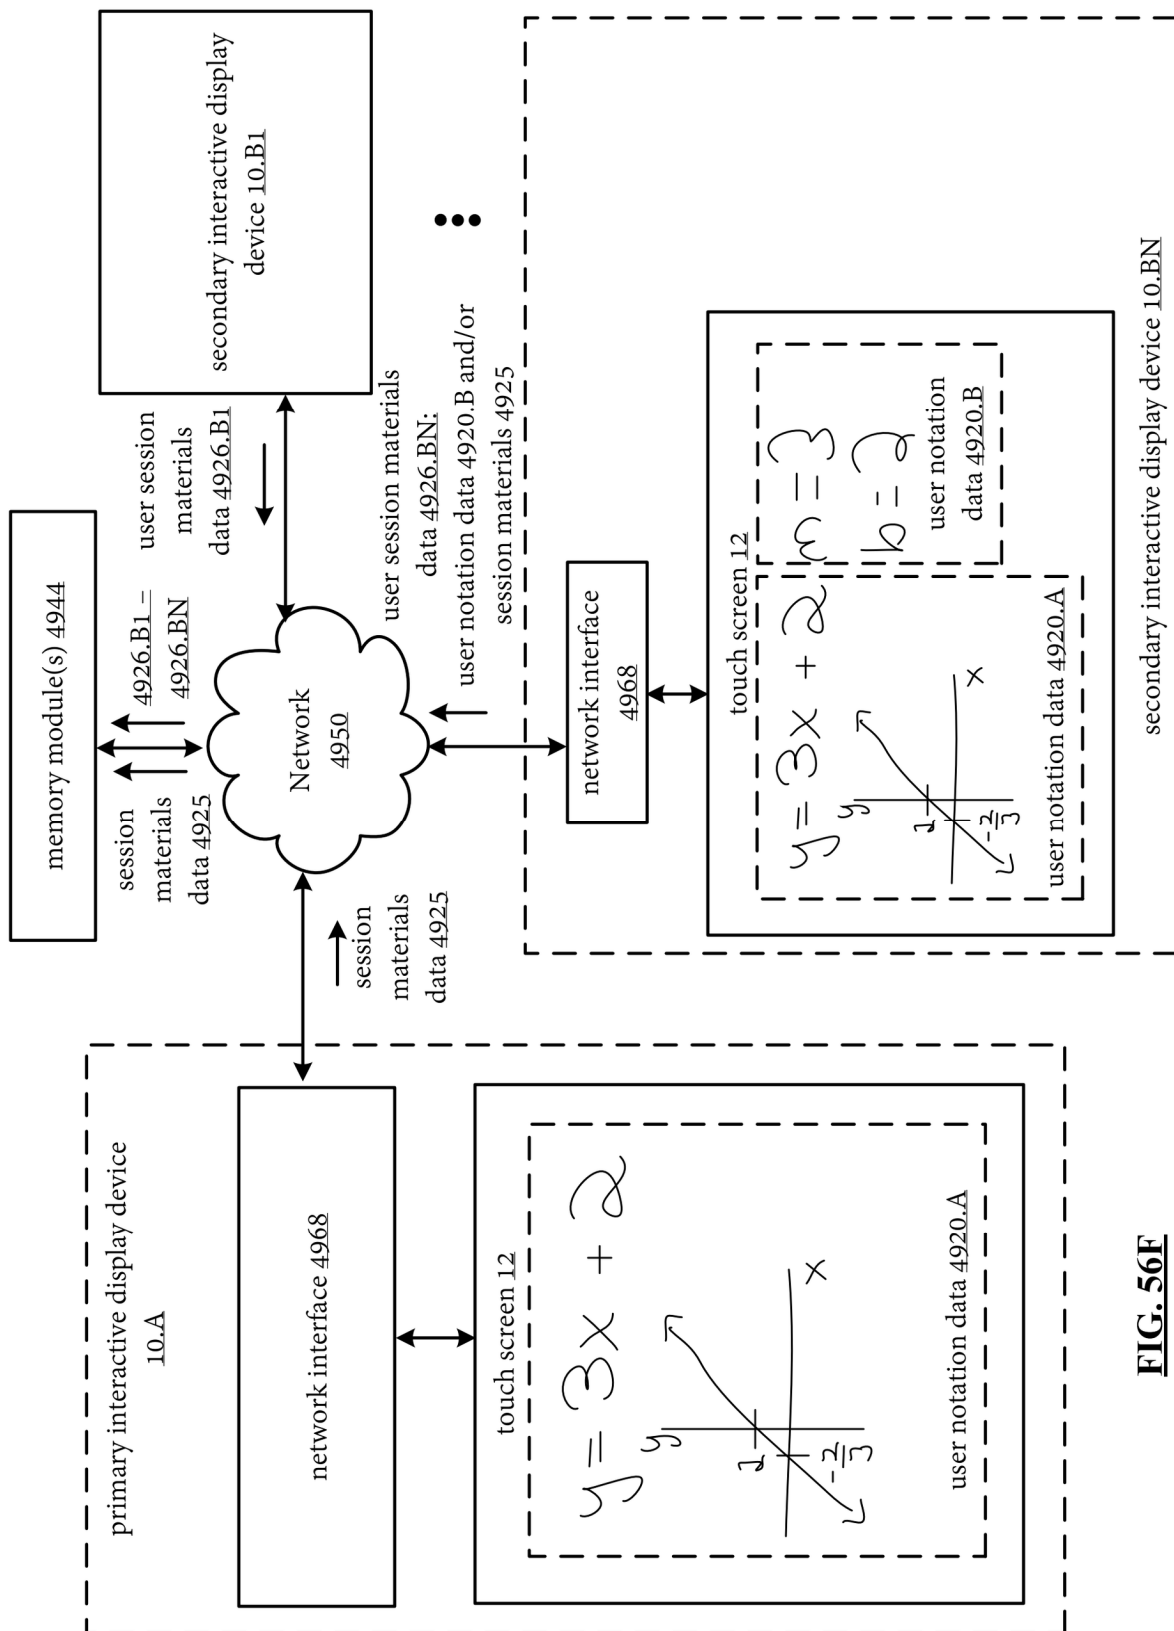 memory module(s) 4944
session
materials
data 4925
4926.B1 –
4926.BN
user session
materials
data 4926.B1
secondary interactive display
device 10.B1
primary interactive display device
10.A
network interface 4968
session
materials
data 4925
Network
4950
user session materials
data 4926.BN:
user notation data 4920.B and/or
session materials 4925
touch screen 12
y = 3x + 2
y
2
x
-2/3
user notation data 4920.A
network interface
4968
touch screen 12
y = 3x + 2
y
2
x
-2/3
user notation data 4920.A
m = 3
b = 2
user notation
data 4920.B
secondary interactive display device 10.BN
FIG. 56F